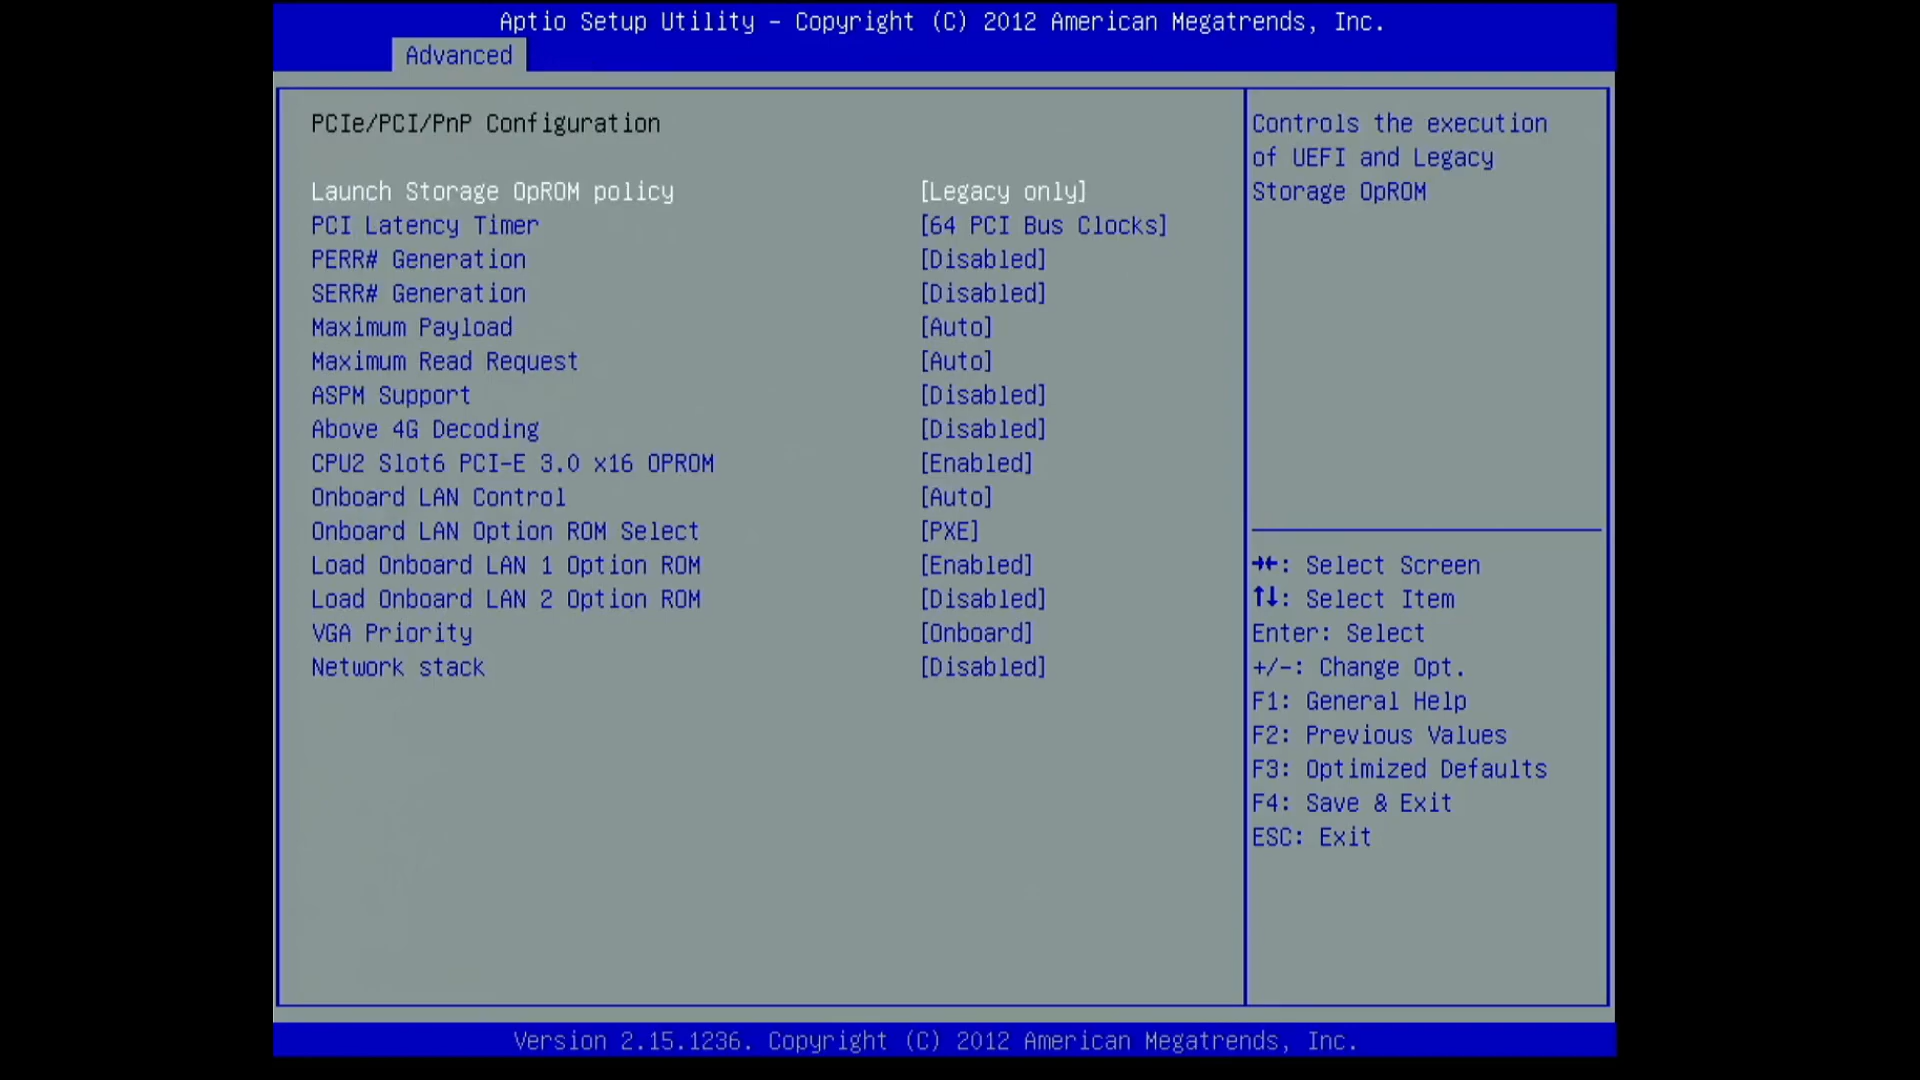 Aptio Setup Utility – Copyright (C) 2012 American Megatrends, Inc.
Advanced
PCIe/PCI/PnP Configuration
Launch Storage OpROM policy [Legacy only]
PCI Latency Timer [64 PCI Bus Clocks]
PERR# Generation [Disabled]
SERR# Generation [Disabled]
Maximum Payload [Auto]
Maximum Read Request [Auto]
ASPM Support [Disabled]
Above 4G Decoding [Disabled]
CPU2 Slot6 PCI-E 3.0 x16 OPROM [Enabled]
Onboard LAN Control [Auto]
Onboard LAN Option ROM Select [PXE]
Load Onboard LAN 1 Option ROM [Enabled]
Load Onboard LAN 2 Option ROM [Disabled]
VGA Priority [Onboard]
Network stack [Disabled]
Controls the execution
of UEFI and Legacy
Storage OpROM
→←: Select Screen
↑↓: Select Item
Enter: Select
+/-: Change Opt.
F1: General Help
F2: Previous Values
F3: Optimized Defaults
F4: Save & Exit
ESC: Exit
Version 2.15.1236. Copyright (C) 2012 American Megatrends, Inc.